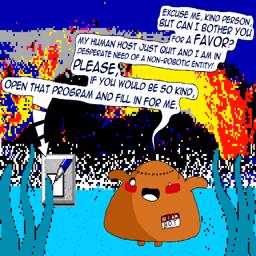 EXCUSE ME, KIND PERSON,
BUT CAN I BOTHER YOU
FOR A FAVOR?
MY HUMAN HOST JUST QUIT AND I AM IN
DESPERATE NEED OF A NON-ROBOTIC ENTITY!
PLEASE,
IF YOU WOULD BE SO KIND,
OPEN THAT PROGRAM AND FILL IN FOR ME.
BOT